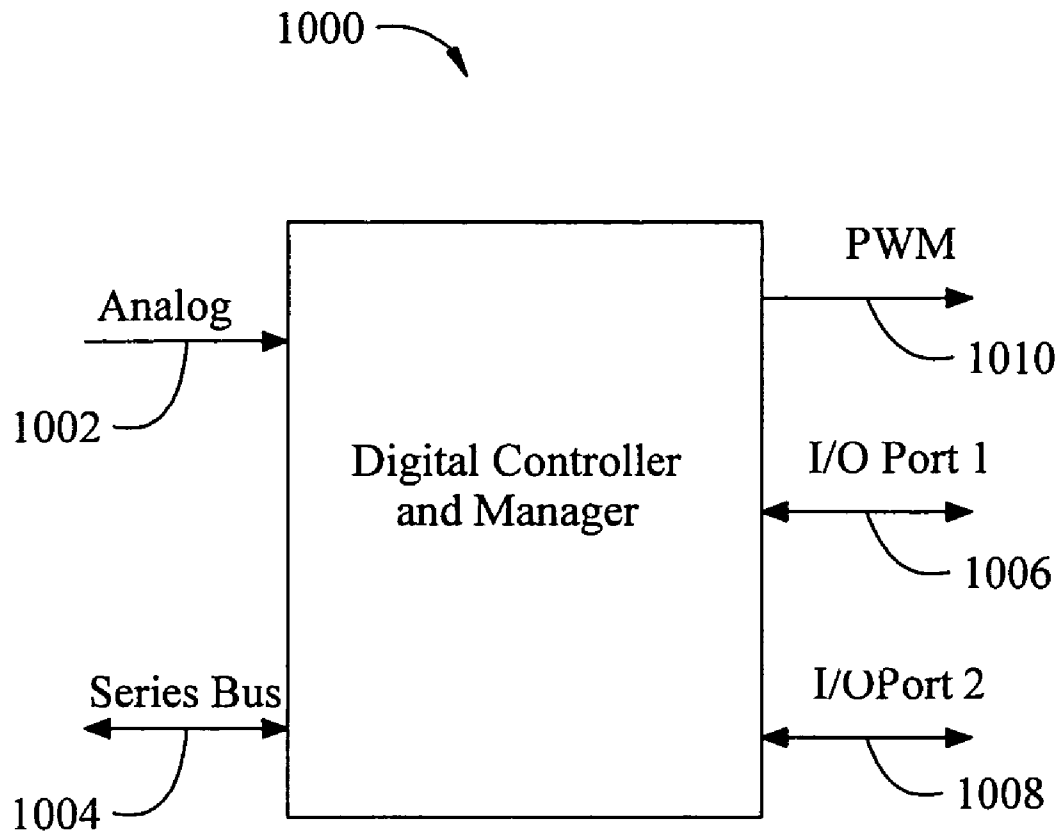 1000
PWM
Analog
1010
1002
I/O Port 1
Digital Controller
and Manager
1006
Series Bus
I/OPort 2
1004
1008